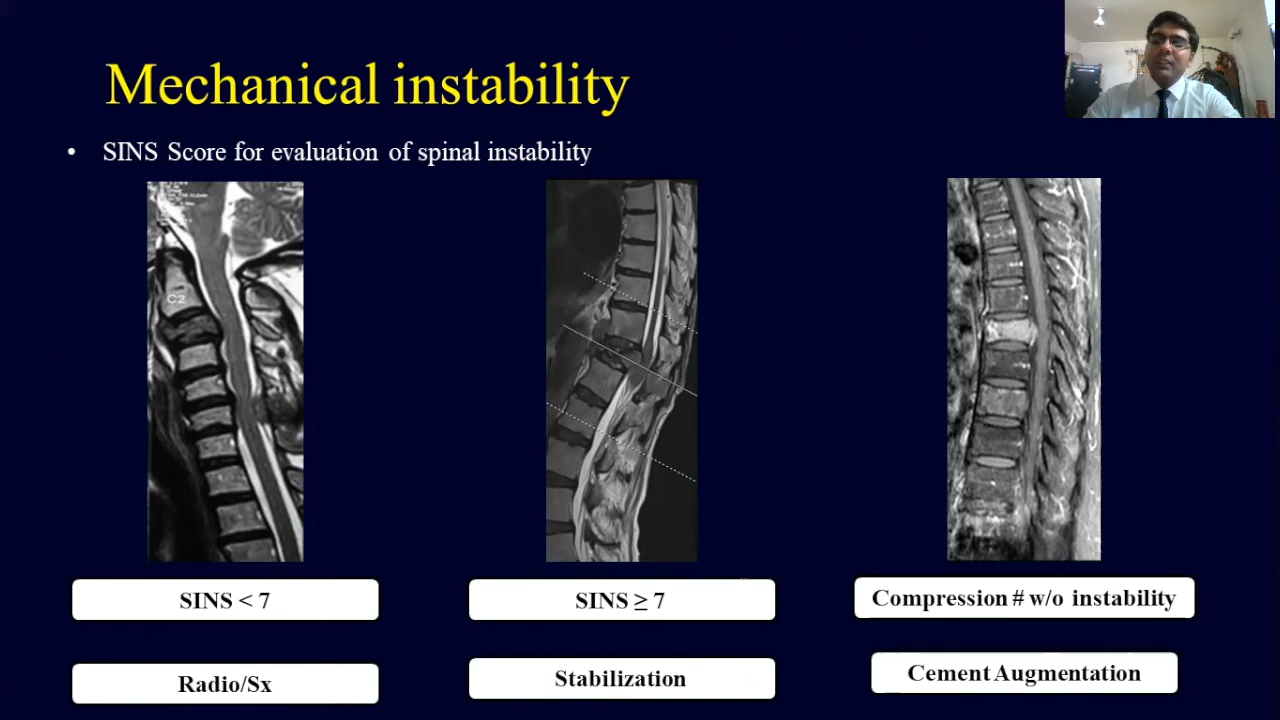 Mechanical instability
• SINS Score for evaluation of spinal instability
C2
SINS < 7
SINS ≥ 7
Compression # w/o instability
Radio/Sx
Stabilization
Cement Augmentation